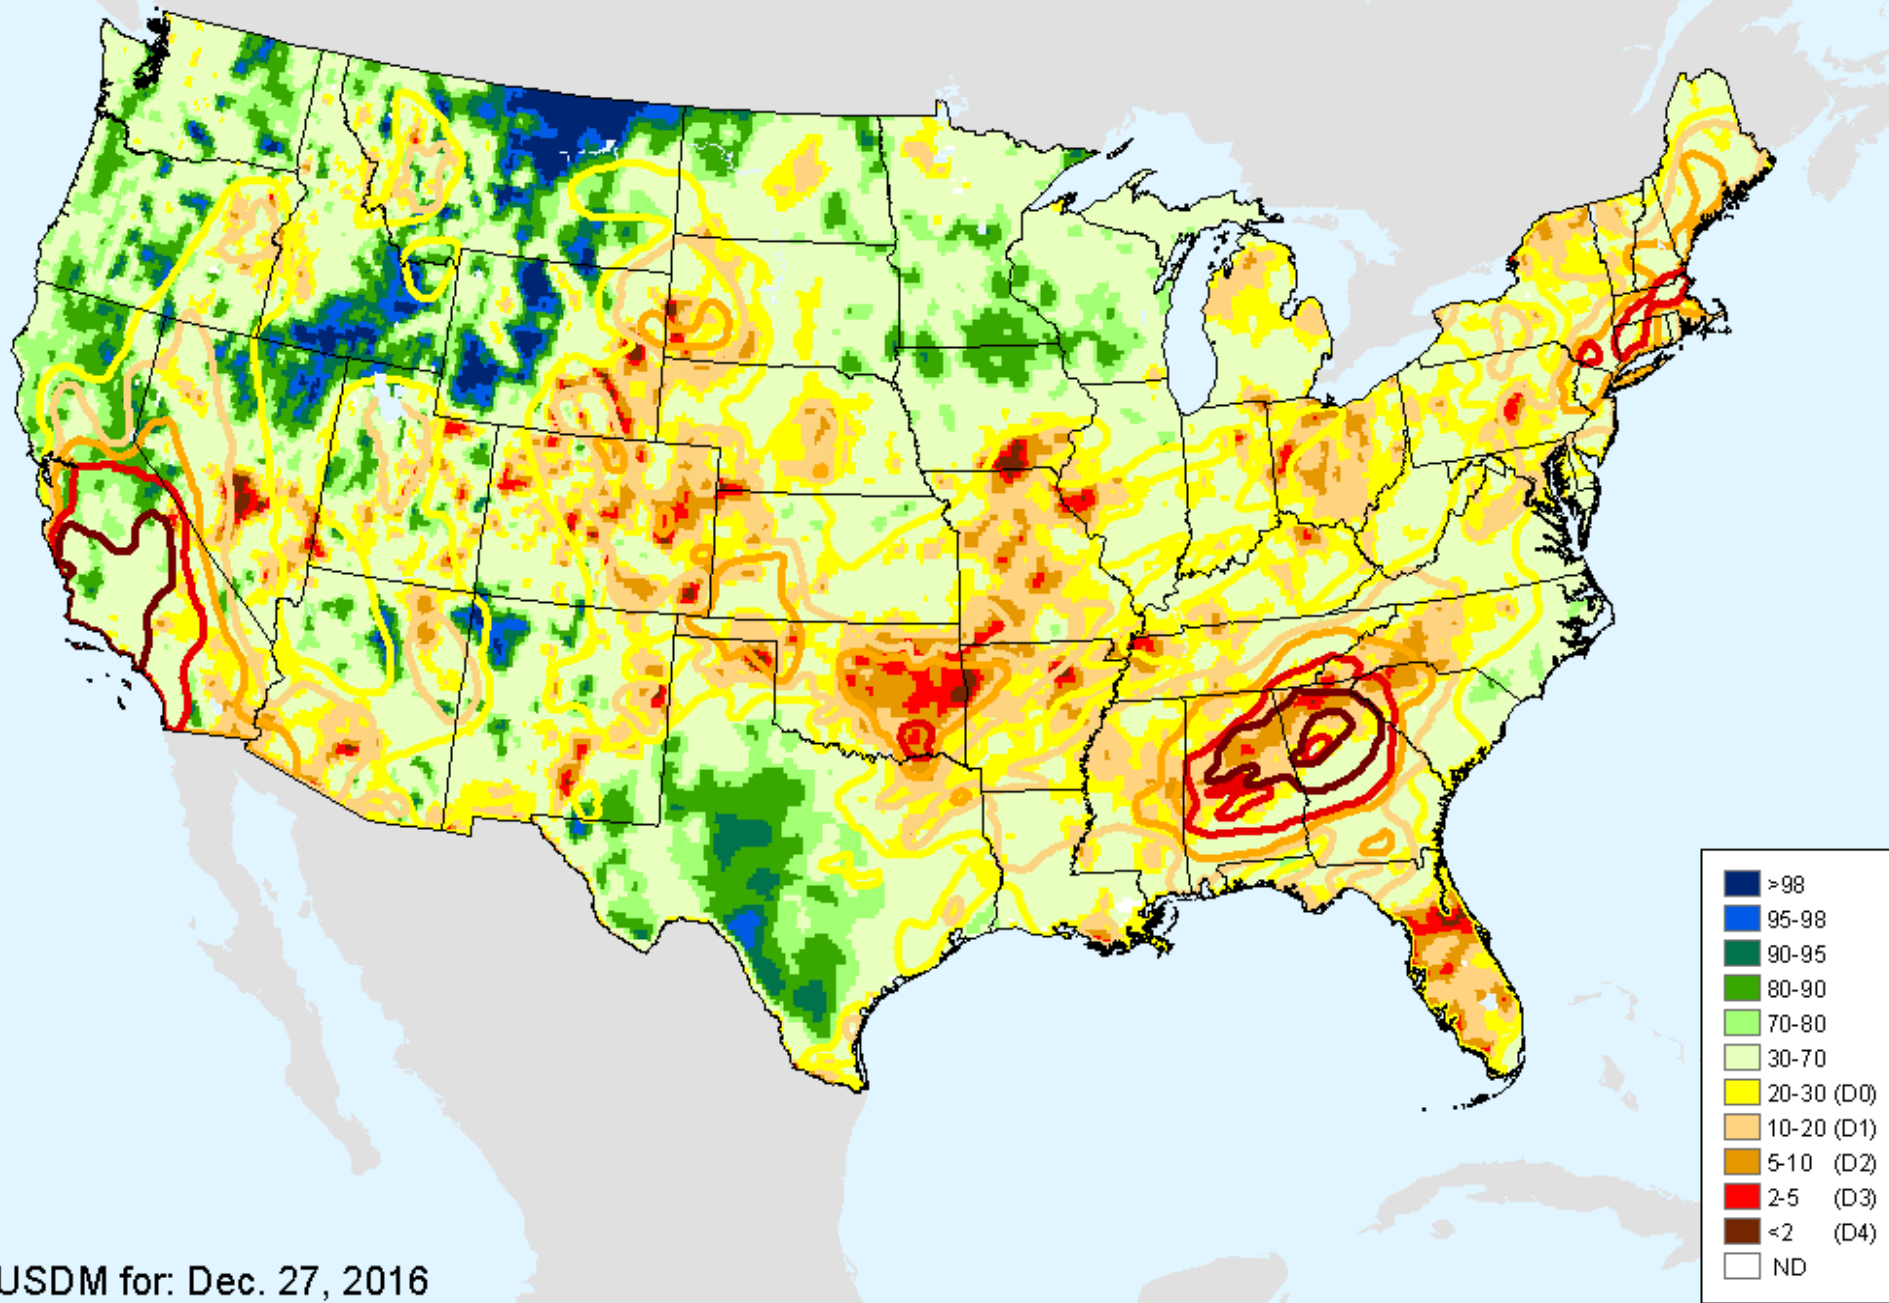 >98
95-98
90-95
80-90
70-80
30-70
20-30 (D0)
10-20 (D1)
5-10 (D2)
2-5 (D3)
<2 (D4)
ND
USDM for: Dec. 27, 2016